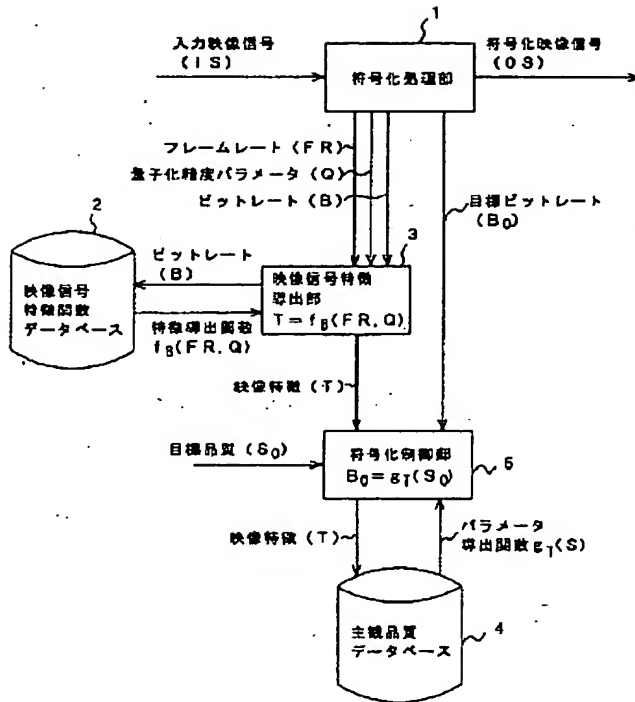 1
入力映像信号
(IS)
符号化処理部
符号化映像信号
(OS)
フレームレート(FR)
量子化精度パラメータ(Q)
ビットレート(B)
目標ビットレート
(B₀)
2
ビットレート
(B)
3
映像信号
特徴関数
データベース
映像信号特徴
導出部
T=f_B(FR,Q)
特徴導出関数
f_B(FR,Q)
映像特徴(T)
目標品質(S₀)
符号化制御部
B₀=g_T(S₀)
5
映像特徴(T)
パラメータ
導出関数g_T(S)
主観品質
データベース
4